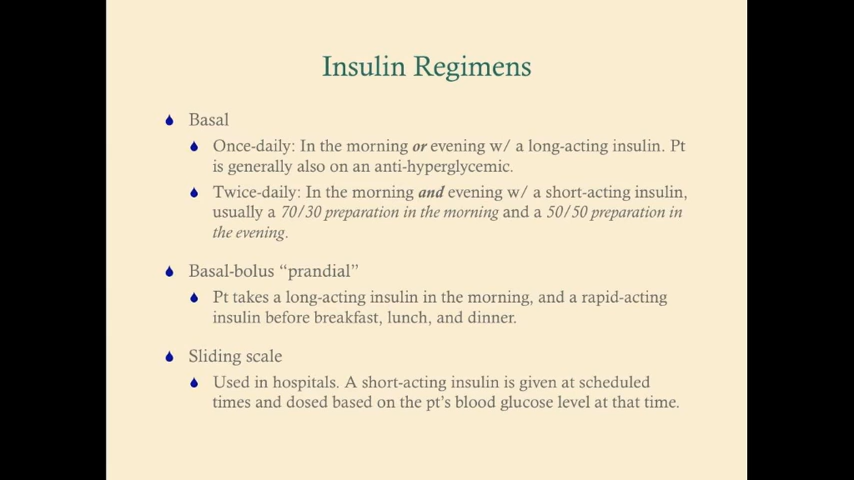 Insulin Regimens
Basal
Once-daily: In the morning or evening w/ a long-acting insulin. Pt
is generally also on an anti-hyperglycemic.
Twice-daily: In the morning and evening w/ a short-acting insulin,
usually a 70/30 preparation in the morning and a 50/50 preparation in
the evening.
Basal-bolus “prandial”
Pt takes a long-acting insulin in the morning, and a rapid-acting
insulin before breakfast, lunch, and dinner.
Sliding scale
Used in hospitals. A short-acting insulin is given at scheduled
times and dosed based on the pt’s blood glucose level at that time.